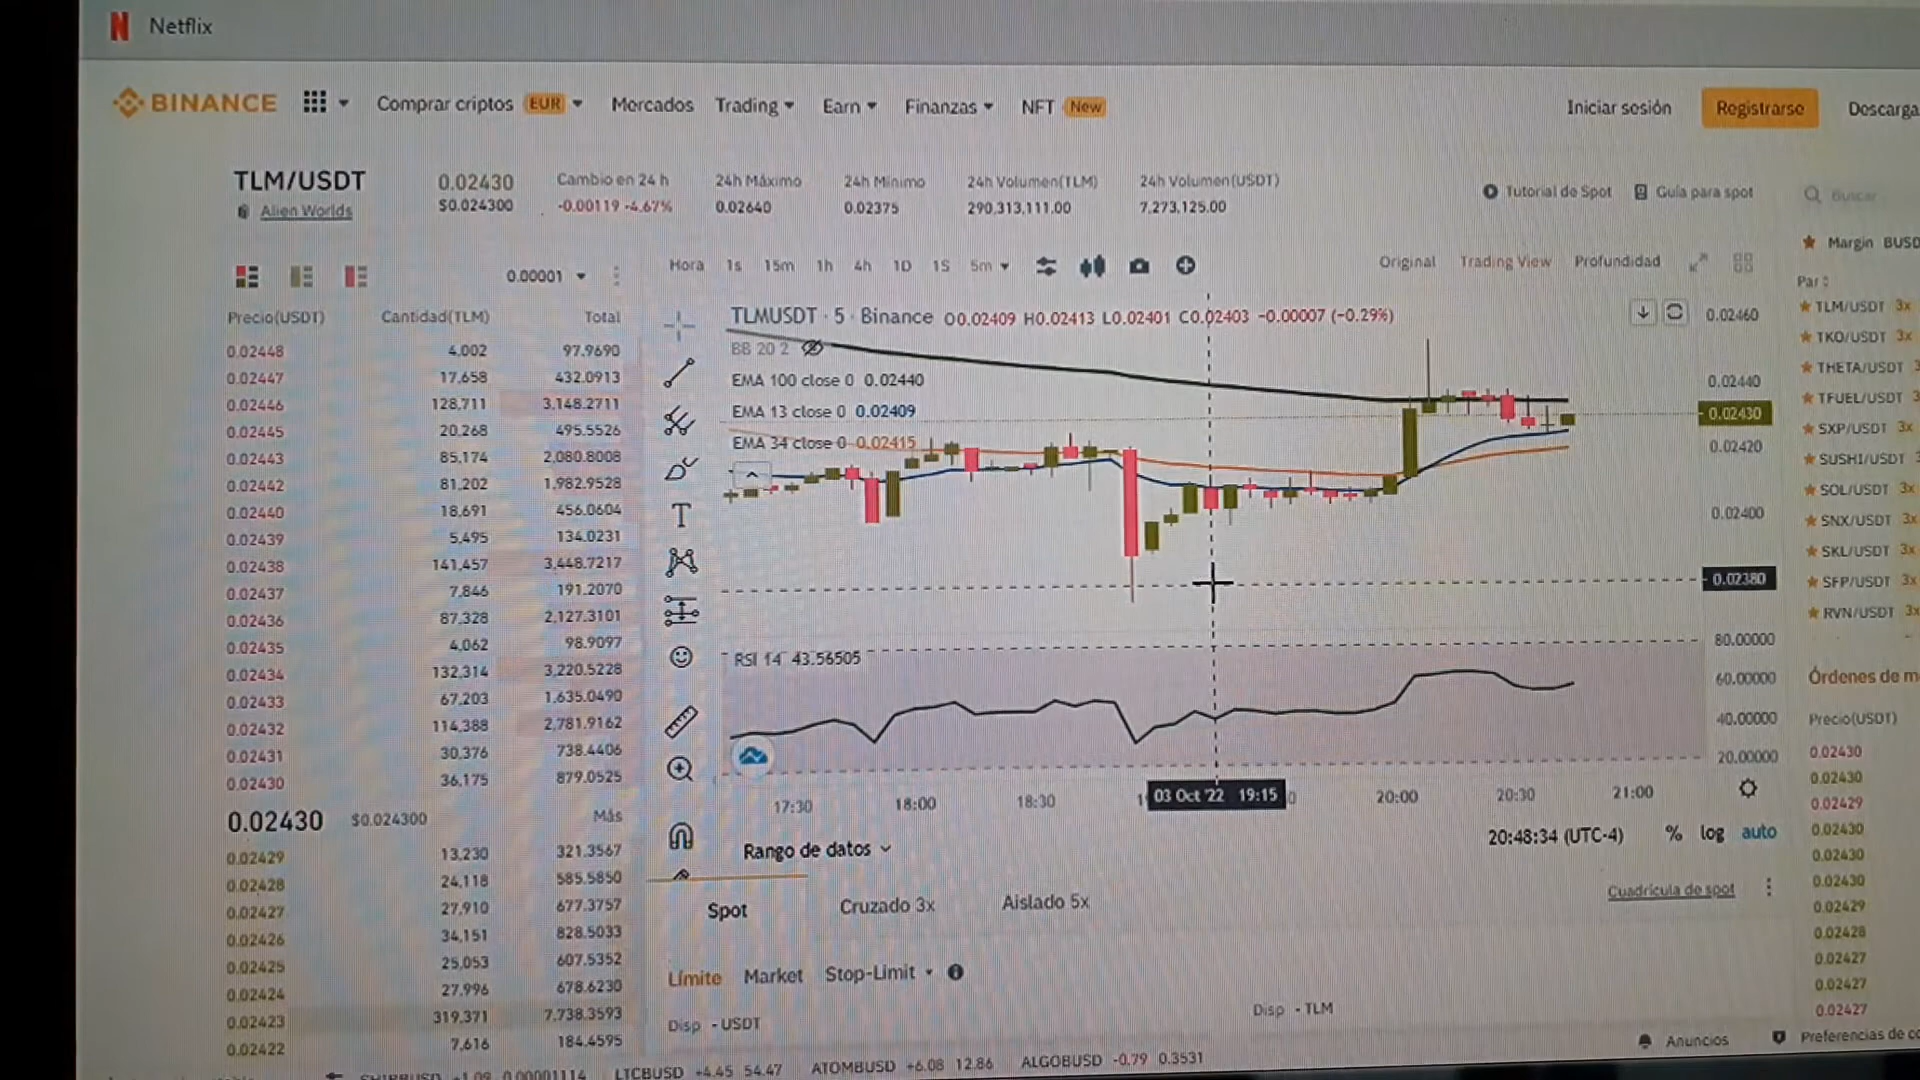 Netflix
BINANCE
Comprar criptos EUR
Mercados
Trading
Earn
Finanzas
NFT New
Iniciar sesión
Registrarse
Descarga
TLM/USDT
Alien Worlds
0.02430
$0.024300
Cambio en 24 h
-0.00119 -4.67%
24h Máximo
0.02640
24h Mínimo
0.02375
24h Volumen(TLM)
290,313,111.00
24h Volumen(USDT)
7,273,125.00
Tutorial de Spot
Guía para spot
Buscar
0.00001
Precio(USDT) Cantidad(TLM) Total
0.02448 4,002 97.9690
0.02447 17,658 432.0913
0.02446 128,711 3,148.2711
0.02445 20,268 495.5526
0.02443 85,174 2,080.8008
0.02442 81,202 1,982.9528
0.02440 18,691 456.0604
0.02439 5,495 134.0231
0.02438 141,457 3,448.7217
0.02437 7,846 191.2070
0.02436 87,328 2,127.3101
0.02435 4,062 98.9097
0.02434 132,314 3,220.5228
0.02433 67,203 1,635.0490
0.02432 114,388 2,781.9162
0.02431 30,376 738.4406
0.02430 36,175 879.0525
0.02430 $0.024300 Más
0.02429 13,230 321.3567
0.02428 24,118 585.5850
0.02427 27,910 677.3757
0.02426 34,151 828.5033
0.02425 25,053 607.5352
0.02424 27,996 678.6230
0.02423 319,371 7,738.3593
0.02422 7,616 184.4595
Hora 1s 15m 1h 4h 1D 1S 5m
Original Trading View Profundidad
TLMUSDT · 5 · Binance O0.02409 H0.02413 L0.02401 C0.02403 −0.00007 (−0.29%)
BB 20 2
EMA 100 close 0 0.02440
EMA 13 close 0 0.02409
EMA 34 close 0 0.02415
0.02460
0.02440
0.02430
0.02420
0.02400
0.02380
RSI 14 43.56505
80.00000
60.00000
40.00000
20.00000
17:30 18:00 18:30 03 Oct '22 19:15 20:00 20:30 21:00
20:48:34 (UTC-4) % log auto
Rango de datos
Cuadrícula de spot
Spot Cruzado 3x Aislado 5x
Límite Market Stop-Limit
Disp - USDT
Disp - TLM
Margin BUSD
Par
TLM/USDT 3x
TKO/USDT 3x
THETA/USDT 3
TFUEL/USDT 3
SXP/USDT 3x
SUSHI/USDT 3
SOL/USDT 3x
SNX/USDT 3x
SKL/USDT 3x
SFP/USDT 3x
RVN/USDT 3x
Órdenes de m
Precio(USDT)
0.02430
0.02430
0.02429
0.02430
0.02430
0.02430
0.02429
0.02428
0.02427
0.02427
0.02427
LTCBUSD +4.45 54.47 ATOMBUSD +6.08 12.86 ALGOBUSD -0.79 0.3531
Anuncios
Preferencias de co